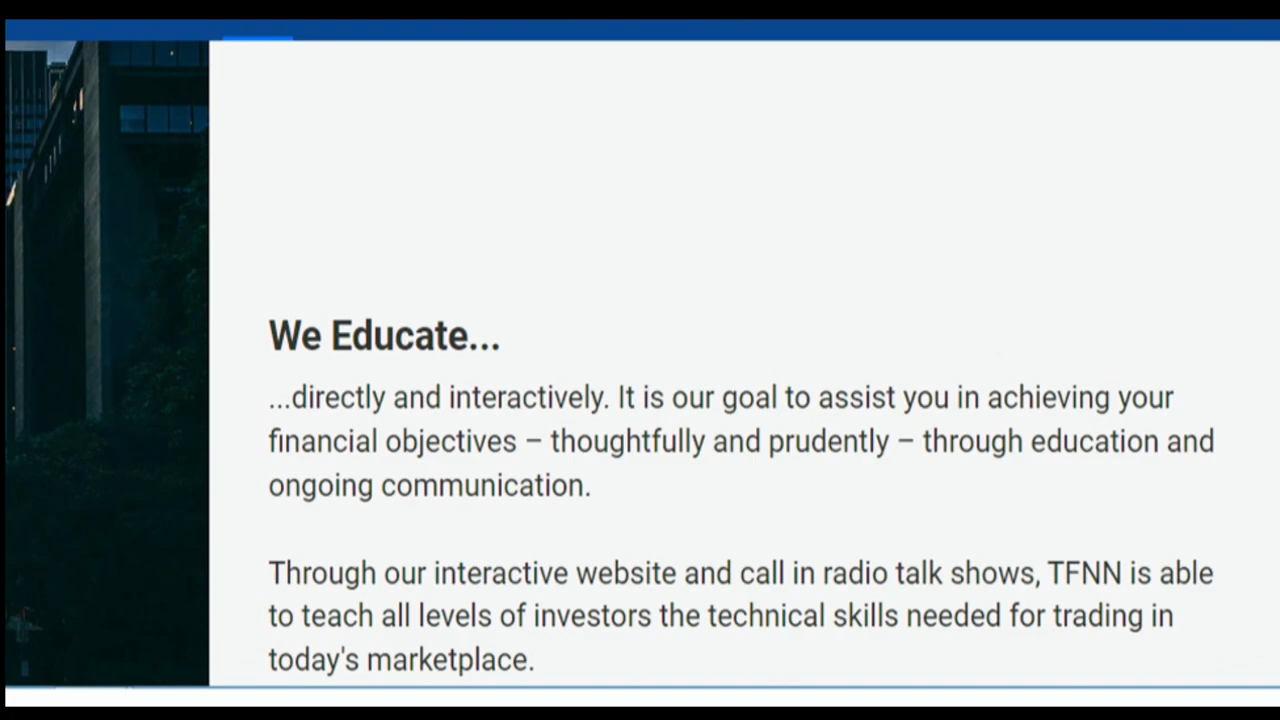 We Educate...
...directly and interactively. It is our goal to assist you in achieving your
financial objectives – thoughtfully and prudently – through education and
ongoing communication.
Through our interactive website and call in radio talk shows, TFNN is able
to teach all levels of investors the technical skills needed for trading in
today's marketplace.